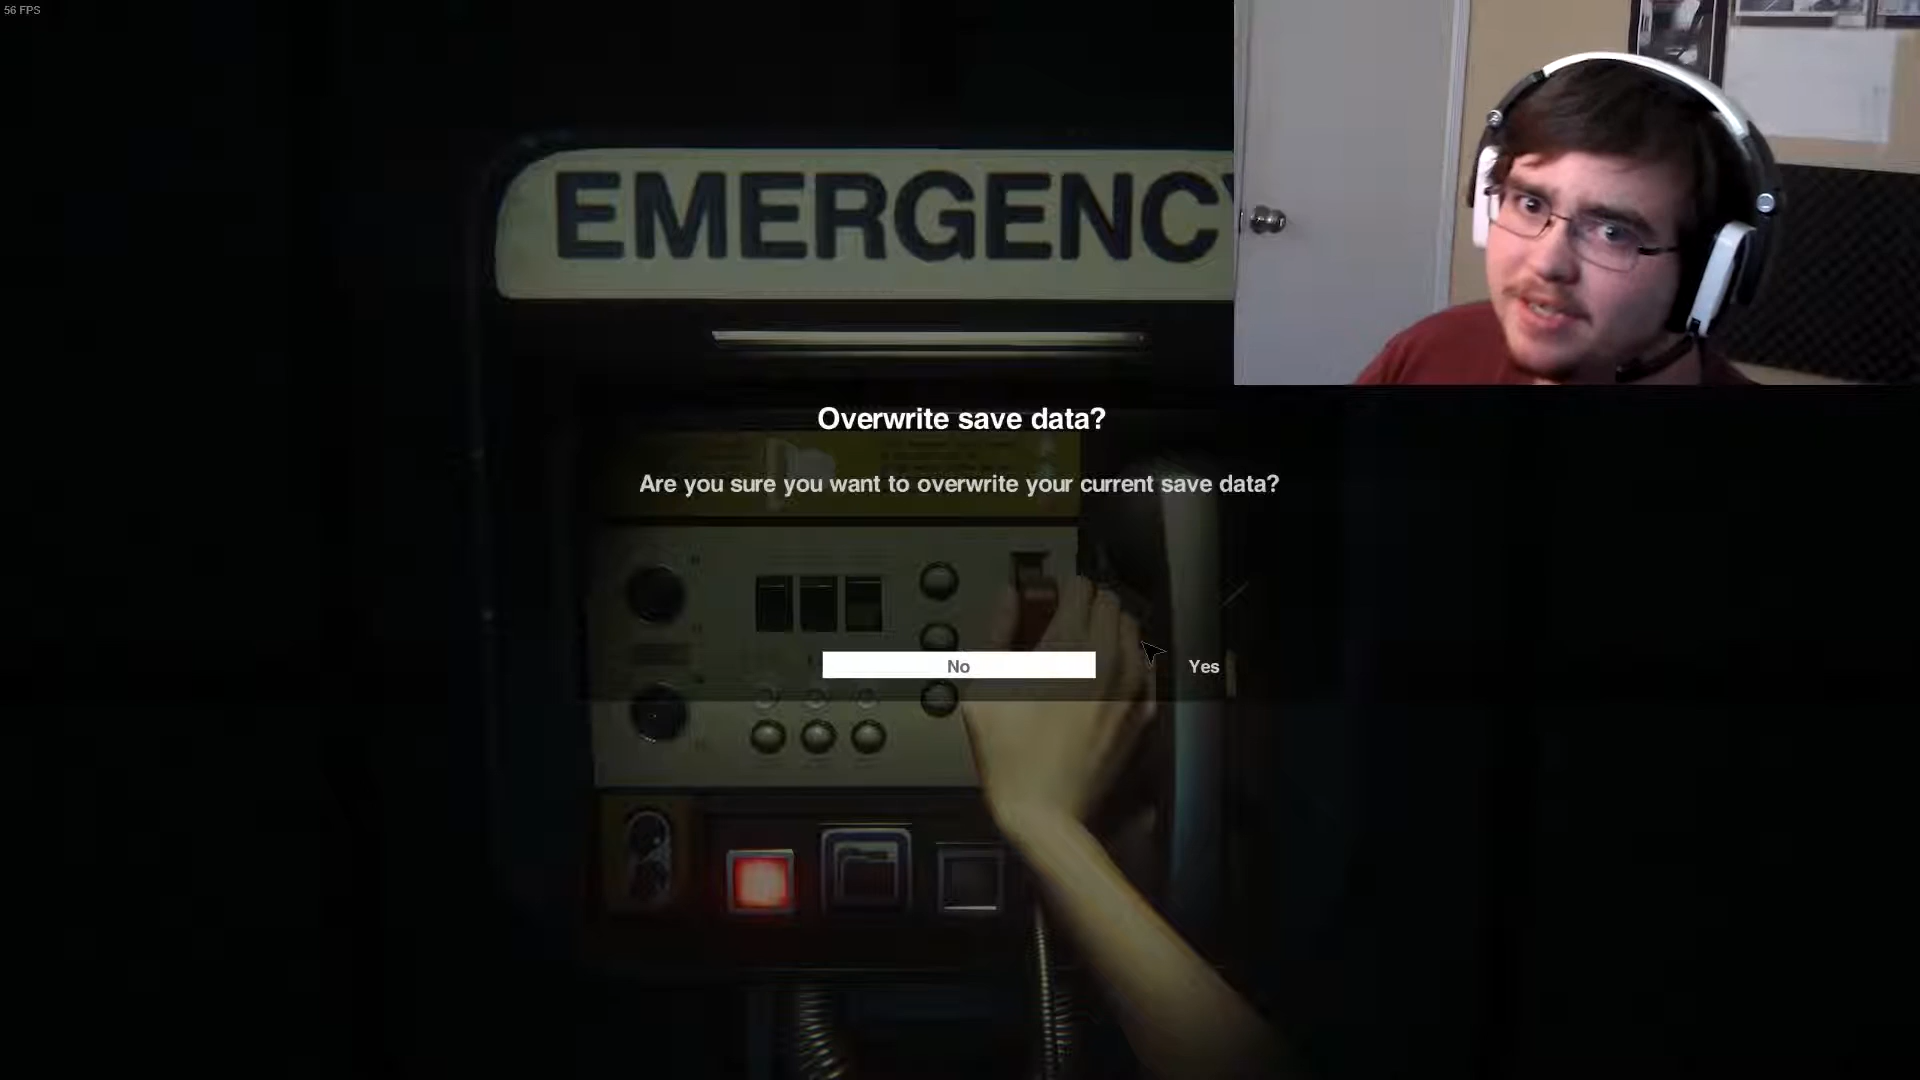 56 FPS
EMERGENCY
Overwrite save data?
Are you sure you want to overwrite your current save data?
No
Yes